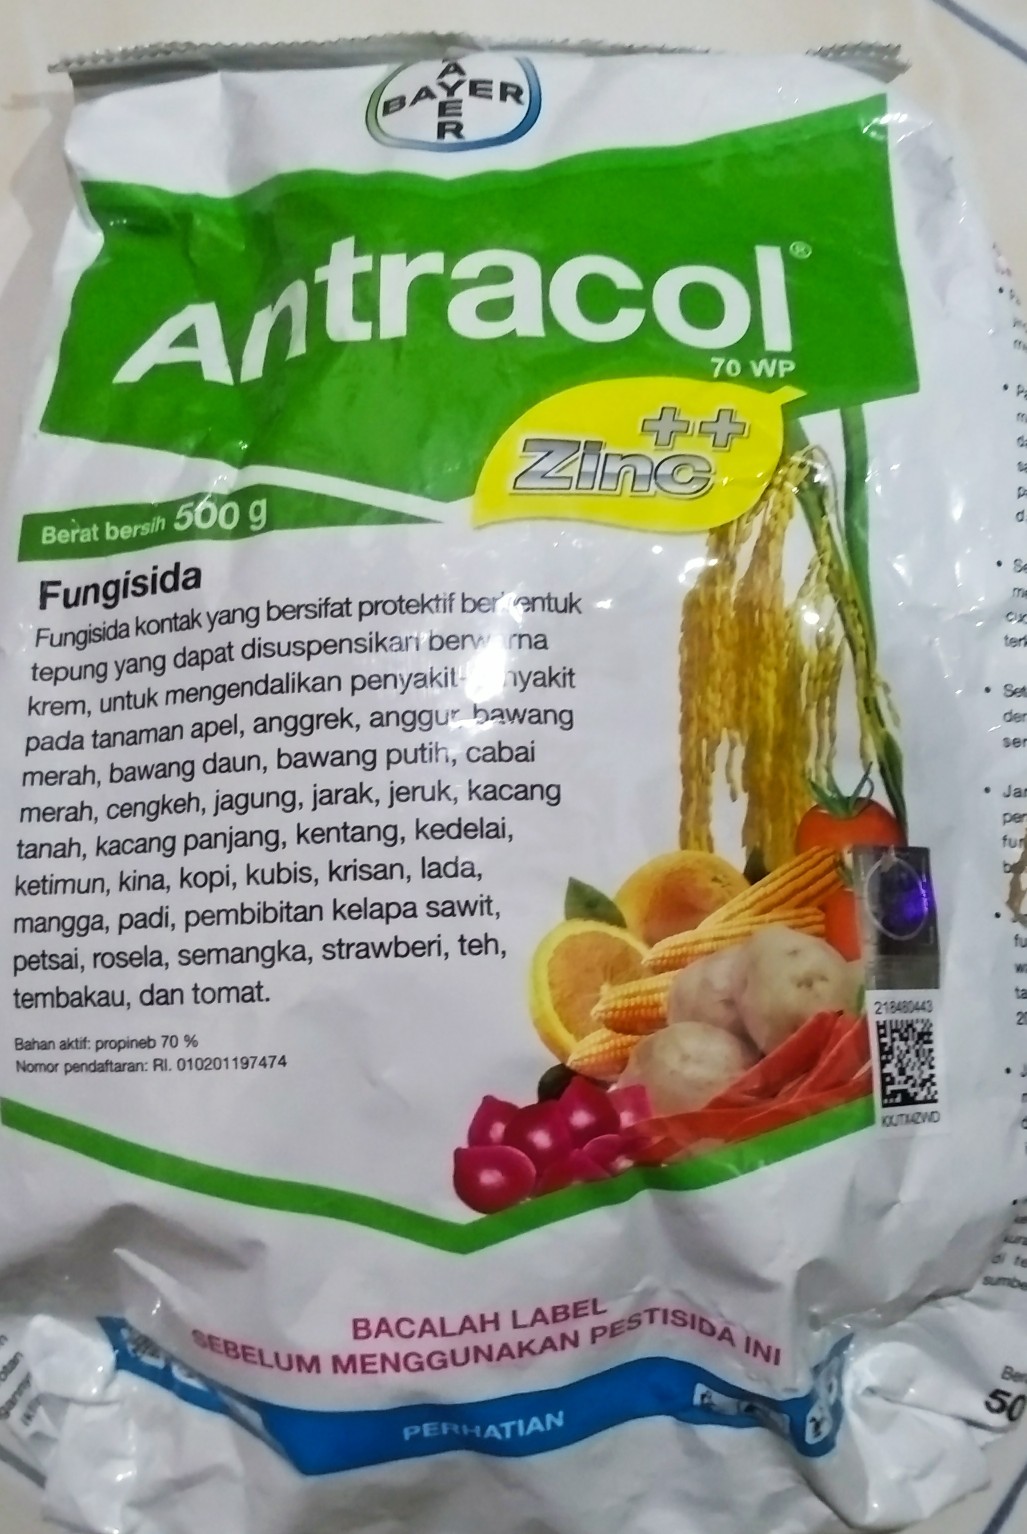 BAYER
BAYER
Antracol®
70 WP
Zinc++
Berat bersih 500 g
Fungisida
Fungisida kontak yang bersifat protektif berbentuk
tepung yang dapat disuspensikan berwarna
krem, untuk mengendalikan penyakit-penyakit
pada tanaman apel, anggrek, anggur, bawang
merah, bawang daun, bawang putih, cabai
merah, cengkeh, jagung, jarak, jeruk, kacang
tanah, kacang panjang, kentang, kedelai,
ketimun, kina, kopi, kubis, krisan, lada,
mangga, padi, pembibitan kelapa sawit,
petsai, rosela, semangka, strawberi, teh,
tembakau, dan tomat.
Bahan aktif: propineb 70 %
Nomor pendaftaran: RI. 010201197474
218480443
BACALAH LABEL
SEBELUM MENGGUNAKAN PESTISIDA INI
PERHATIAN